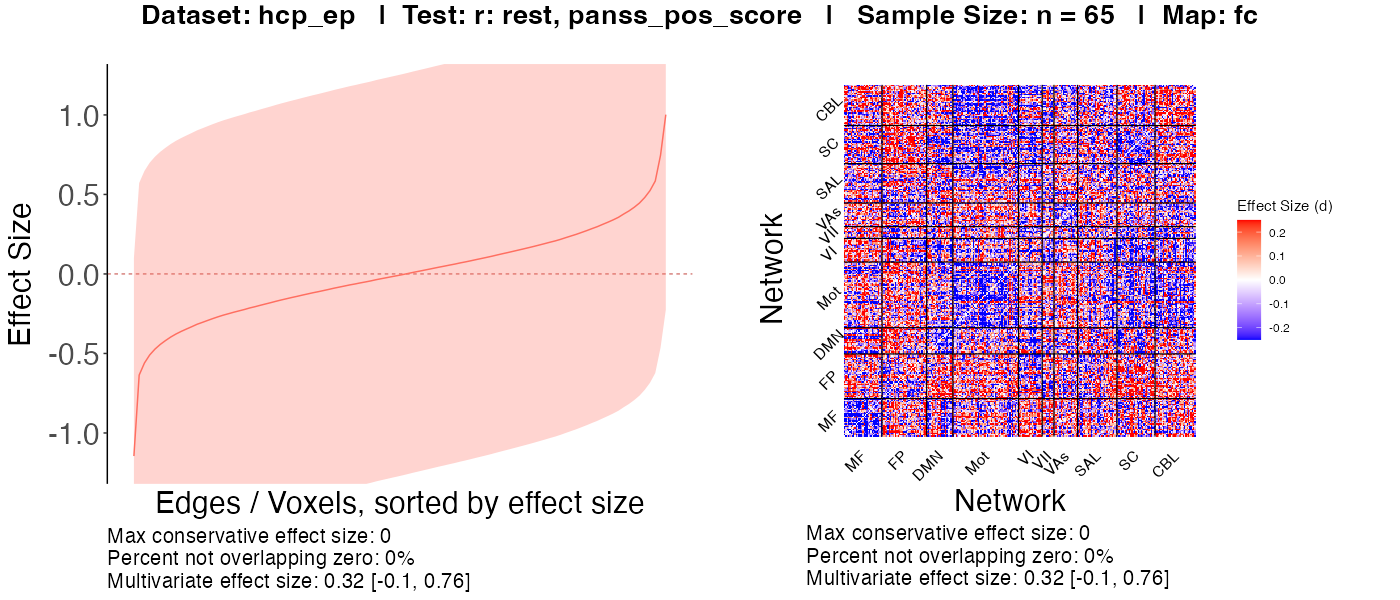 Dataset: hcp_ep | Test: r: rest, panss_pos_score | Sample Size: n = 65 | Map: fc
Effect Size
1.0
0.5
0.0
-0.5
-1.0
Edges / Voxels, sorted by effect size
Max conservative effect size: 0
Percent not overlapping zero: 0%
Multivariate effect size: 0.32 [-0.1, 0.76]
Network
CBL
SC
SAL
VAs
VII
VI
Mot
DMN
FP
MF
MF
FP
DMN
Mot
VI
VII
VAs
SAL
SC
CBL
Network
Max conservative effect size: 0
Percent not overlapping zero: 0%
Multivariate effect size: 0.32 [-0.1, 0.76]
Effect Size (d)
0.2
0.1
0.0
-0.1
-0.2